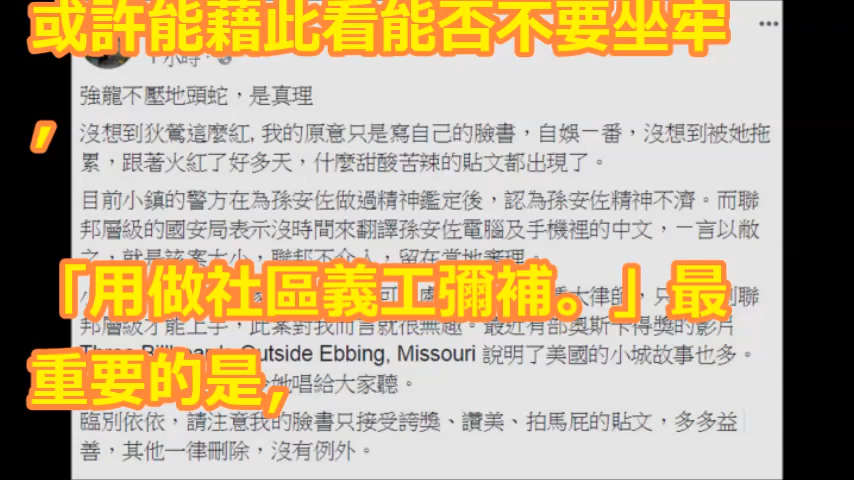 或許能藉此看能否不要坐牢
,
強龍不壓地頭蛇，是真理
沒想到狄鶯這麼紅, 我的原意只是寫自己的臉書，自娛一番，沒想到被她拖
累，跟著火紅了好多天，什麼甜酸苦辣的貼文都出現了。
目前小鎮的警方在為孫安佐做過精神鑑定後，認為孫安佐精神不濟。而聯
邦層級的國安局表示沒時間來翻譯孫安佐電腦及手機裡的中文，一言以敝
之，就是該案太小，聯邦不介入，留在當地審理。
「用做社區義工彌補。」最
大律師，只
聯
邦層級才能上手，此案對我而言就很無趣。最近有部奧斯卡得獎的影片
Three Billboards Outside Ebbing, Missouri 說明了美國的小城故事也多。
重要的是,
她唱給大家聽。
臨別依依，請注意我的臉書只接受誇獎、讚美、拍馬屁的貼文，多多益
善，其他一律刪除，沒有例外。